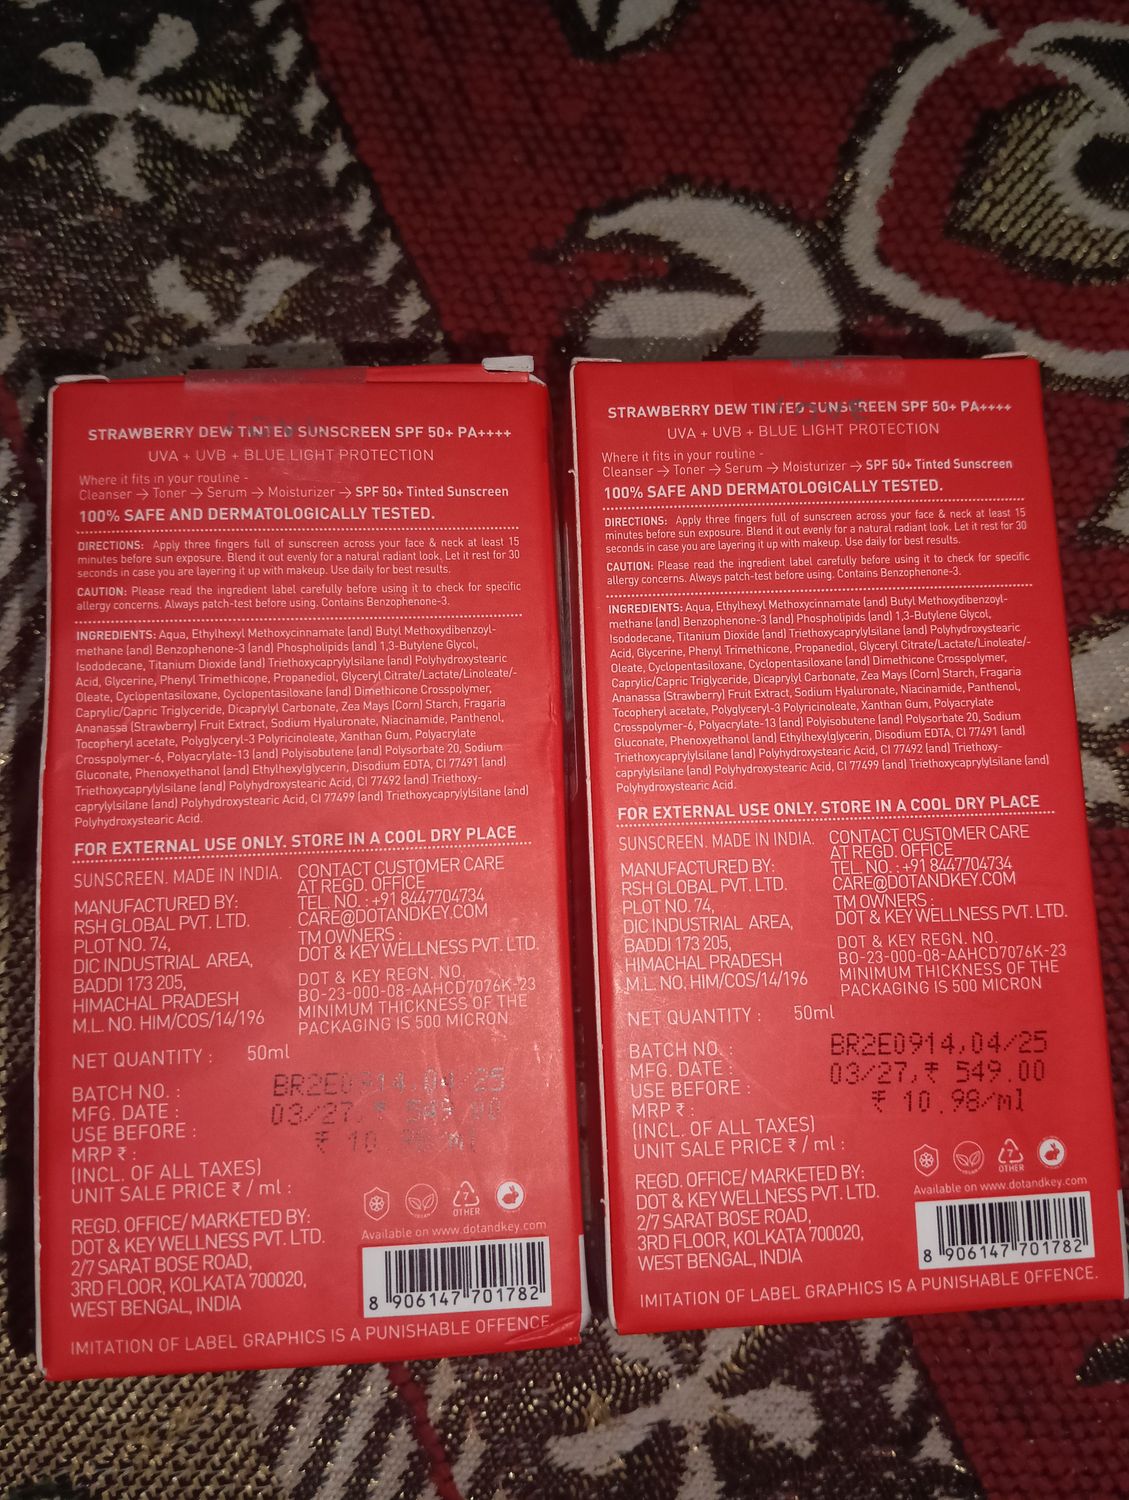 STRAWBERRY DEW TINTED SUNSCREEN SPF 50+ PA++++
UVA + UVB + BLUE LIGHT PROTECTION
Where it fits in your routine -
Cleanser → Toner → Serum → Moisturizer → SPF 50+ Tinted Sunscreen
100% SAFE AND DERMATOLOGICALLY TESTED.
DIRECTIONS: Apply three fingers full of sunscreen across your face & neck at least 15
minutes before sun exposure. Blend it out evenly for a natural radiant look. Let it rest for 30
seconds in case you are layering it up with makeup. Use daily for best results.
CAUTION: Please read the ingredient label carefully before using it to check for specific
allergy concerns. Always patch-test before using. Contains Benzophenone-3.
INGREDIENTS: Aqua, Ethylhexyl Methoxycinnamate (and) Butyl Methoxydibenzoyl-
methane (and) Benzophenone-3 (and) Phospholipids (and) 1,3-Butylene Glycol,
Isododecane, Titanium Dioxide (and) Triethoxycaprylylsilane (and) Polyhydroxystearic
Acid, Glycerine, Phenyl Trimethicone, Propanediol, Glyceryl Citrate/Lactate/Linoleate/-
Oleate, Cyclopentasiloxane, Cyclopentasiloxane (and) Dimethicone Crosspolymer,
Caprylic/Capric Triglyceride, Dicaprylyl Carbonate, Zea Mays (Corn) Starch, Fragaria
Ananassa (Strawberry) Fruit Extract, Sodium Hyaluronate, Niacinamide, Panthenol,
Tocopheryl acetate, Polyglyceryl-3 Polyricinoleate, Xanthan Gum, Polyacrylate
Crosspolymer-6, Polyacrylate-13 (and) Polyisobutene (and) Polysorbate 20, Sodium
Gluconate, Phenoxyethanol (and) Ethylhexylglycerin, Disodium EDTA, CI 77491 (and)
Triethoxycaprylylsilane (and) Polyhydroxystearic Acid, CI 77492 (and) Triethoxy-
caprylylsilane (and) Polyhydroxystearic Acid, CI 77499 (and) Triethoxycaprylylsilane (and)
Polyhydroxystearic Acid.
FOR EXTERNAL USE ONLY. STORE IN A COOL DRY PLACE
SUNSCREEN. MADE IN INDIA.
MANUFACTURED BY:
RSH GLOBAL PVT. LTD.
PLOT NO. 74,
DIC INDUSTRIAL AREA,
BADDI 173 205,
HIMACHAL PRADESH
M.L. NO. HIM/COS/14/196
CONTACT CUSTOMER CARE
AT REGD. OFFICE
TEL. NO. : +91 8447704734
CARE@DOTANDKEY.COM
TM OWNERS :
DOT & KEY WELLNESS PVT. LTD.
DOT & KEY REGN. NO.
BO-23-000-08-AAHCD7076K-23
MINIMUM THICKNESS OF THE
PACKAGING IS 500 MICRON
NET QUANTITY : 50ml
BATCH NO. :
MFG. DATE :
USE BEFORE :
MRP ₹ :
(INCL. OF ALL TAXES)
UNIT SALE PRICE ₹ / ml :
BR2E0914,04/25
03/27,₹ 549.00
₹ 10.98/ml
VEGAN
7
OTHER
REGD. OFFICE/ MARKETED BY:
DOT & KEY WELLNESS PVT. LTD.
2/7 SARAT BOSE ROAD,
3RD FLOOR, KOLKATA 700020,
WEST BENGAL, INDIA
Available on www.dotandkey.com
8 906147 701782
IMITATION OF LABEL GRAPHICS IS A PUNISHABLE OFFENCE.
STRAWBERRY DEW TINTED SUNSCREEN SPF 50+ PA++++
UVA + UVB + BLUE LIGHT PROTECTION
Where it fits in your routine -
Cleanser → Toner → Serum → Moisturizer → SPF 50+ Tinted Sunscreen
100% SAFE AND DERMATOLOGICALLY TESTED.
DIRECTIONS: Apply three fingers full of sunscreen across your face & neck at least 15
minutes before sun exposure. Blend it out evenly for a natural radiant look. Let it rest for 30
seconds in case you are layering it up with makeup. Use daily for best results.
CAUTION: Please read the ingredient label carefully before using it to check for specific
allergy concerns. Always patch-test before using. Contains Benzophenone-3.
INGREDIENTS: Aqua, Ethylhexyl Methoxycinnamate (and) Butyl Methoxydibenzoyl-
methane (and) Benzophenone-3 (and) Phospholipids (and) 1,3-Butylene Glycol,
Isododecane, Titanium Dioxide (and) Triethoxycaprylylsilane (and) Polyhydroxystearic
Acid, Glycerine, Phenyl Trimethicone, Propanediol, Glyceryl Citrate/Lactate/Linoleate/-
Oleate, Cyclopentasiloxane, Cyclopentasiloxane (and) Dimethicone Crosspolymer,
Caprylic/Capric Triglyceride, Dicaprylyl Carbonate, Zea Mays (Corn) Starch, Fragaria
Ananassa (Strawberry) Fruit Extract, Sodium Hyaluronate, Niacinamide, Panthenol,
Tocopheryl acetate, Polyglyceryl-3 Polyricinoleate, Xanthan Gum, Polyacrylate
Crosspolymer-6, Polyacrylate-13 (and) Polyisobutene (and) Polysorbate 20, Sodium
Gluconate, Phenoxyethanol (and) Ethylhexylglycerin, Disodium EDTA, CI 77491 (and)
Triethoxycaprylylsilane (and) Polyhydroxystearic Acid, CI 77492 (and) Triethoxy-
caprylylsilane (and) Polyhydroxystearic Acid, CI 77499 (and) Triethoxycaprylylsilane (and)
Polyhydroxystearic Acid.
FOR EXTERNAL USE ONLY. STORE IN A COOL DRY PLACE
SUNSCREEN. MADE IN INDIA.
MANUFACTURED BY:
RSH GLOBAL PVT. LTD.
PLOT NO. 74,
DIC INDUSTRIAL AREA,
BADDI 173 205,
HIMACHAL PRADESH
M.L. NO. HIM/COS/14/196
CONTACT CUSTOMER CARE
AT REGD. OFFICE
TEL. NO. : +91 8447704734
CARE@DOTANDKEY.COM
TM OWNERS :
DOT & KEY WELLNESS PVT. LTD.
DOT & KEY REGN. NO.
BO-23-000-08-AAHCD7076K-23
MINIMUM THICKNESS OF THE
PACKAGING IS 500 MICRON
NET QUANTITY : 50ml
BATCH NO. :
MFG. DATE :
USE BEFORE :
MRP ₹ :
(INCL. OF ALL TAXES)
UNIT SALE PRICE ₹ / ml :
BR2E0914,04/25
03/27,₹ 549.00
₹ 10.98/ml
VEGAN
7
OTHER
REGD. OFFICE/ MARKETED BY:
DOT & KEY WELLNESS PVT. LTD.
2/7 SARAT BOSE ROAD,
3RD FLOOR, KOLKATA 700020,
WEST BENGAL, INDIA
Available on www.dotandkey.com
8 906147 701782
IMITATION OF LABEL GRAPHICS IS A PUNISHABLE OFFENCE.